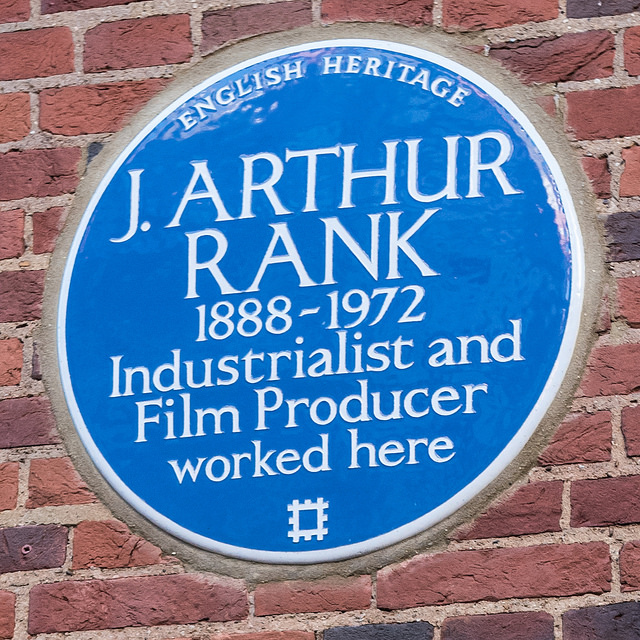 ENGLISH HERITAGE
J. ARTHUR
RANK
1888-1972
Industrialist and
Film Producer
worked here